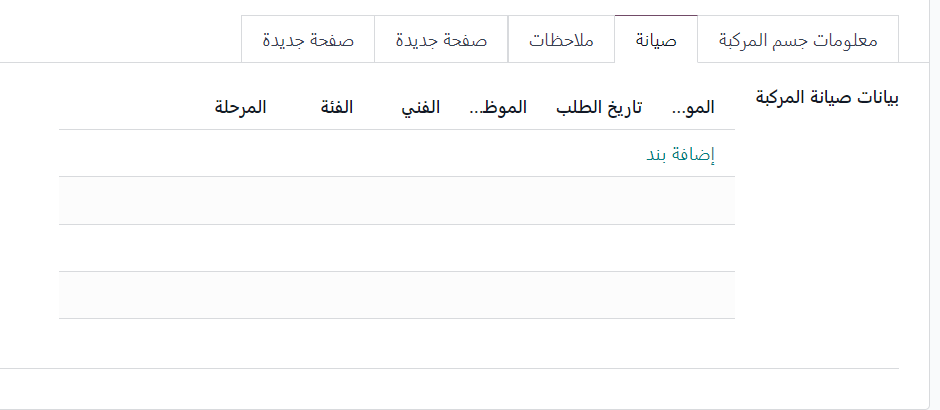 معلومات جسم المركبة صيانة ملاحظات صفحة جديدة صفحة جديدة
بيانات صيانة المركبة
المو... تاريخ الطلب الموظ... الفني الفئة المرحلة
إضافة بند